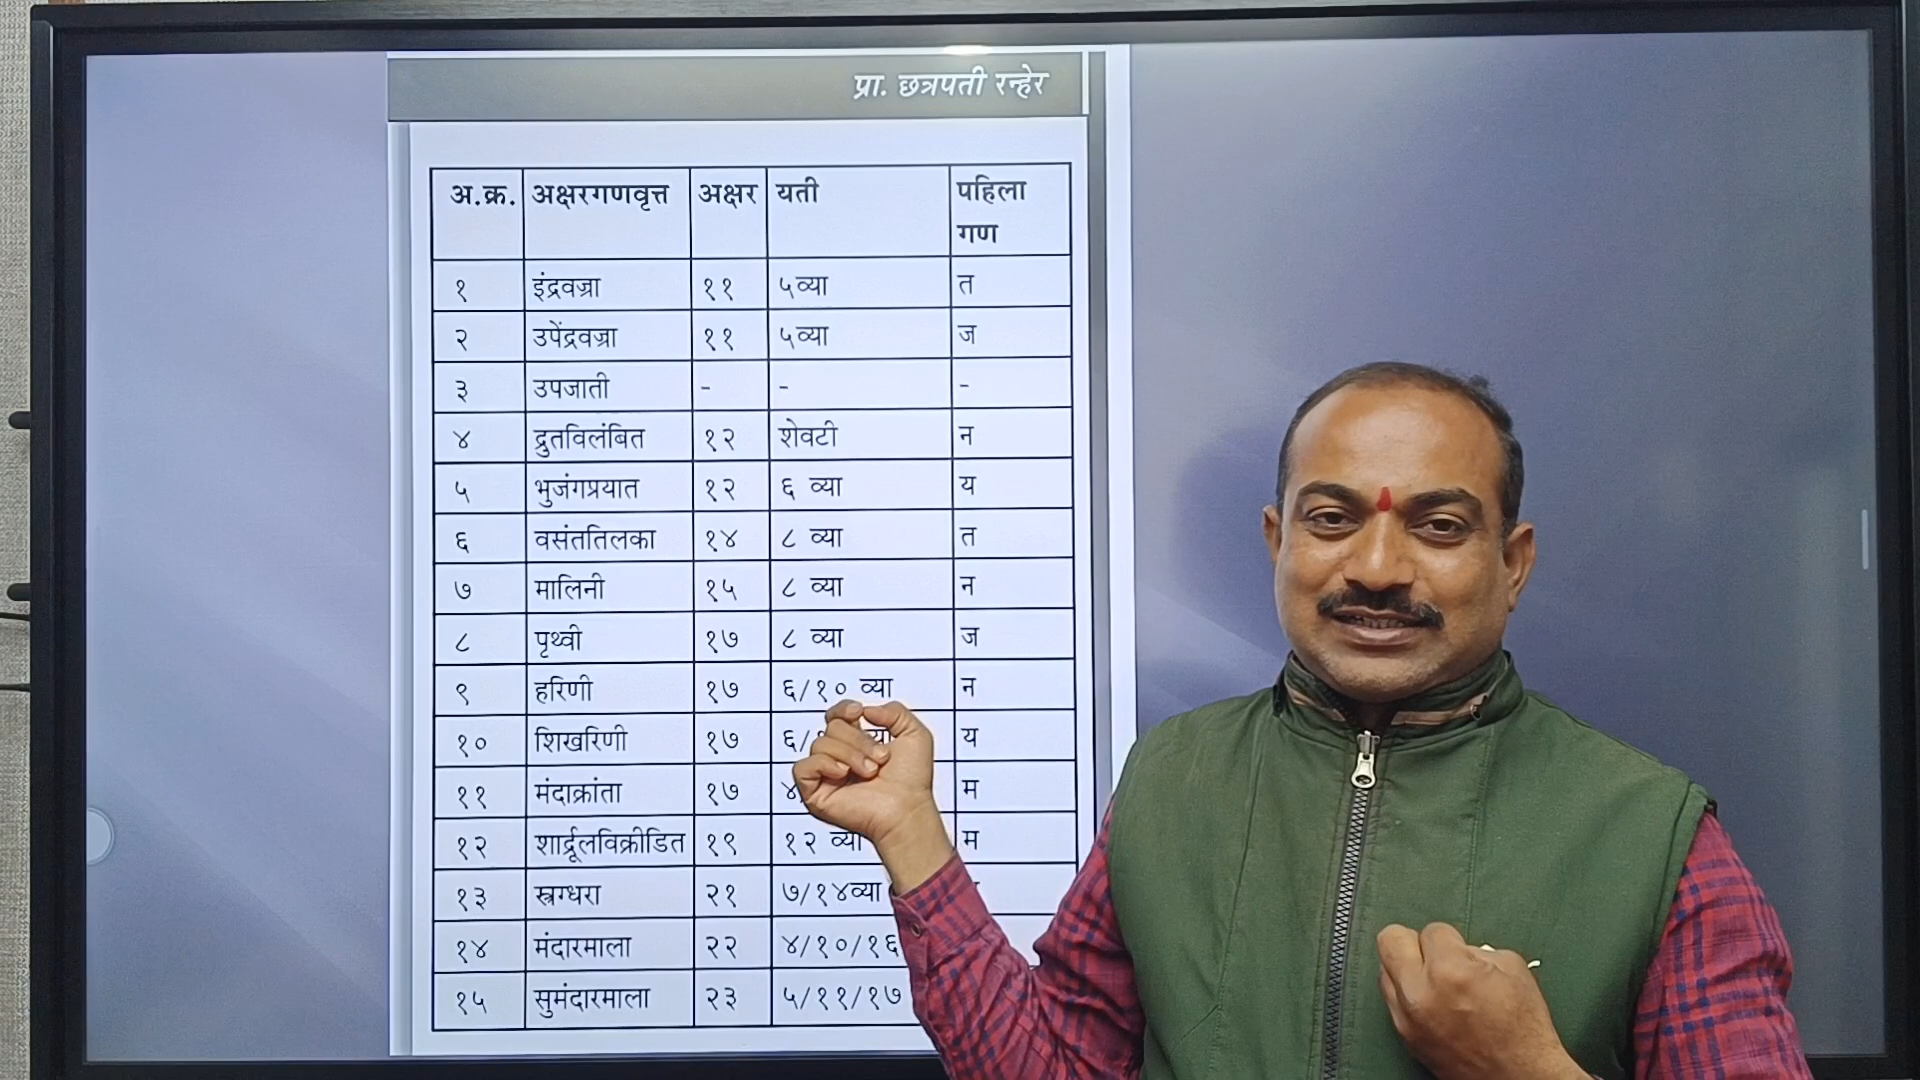 प्रा. छत्रपती रन्हेर
अ.क्र. अक्षरगणवृत्त अक्षर यती पहिला गण
१ इंद्रवज्रा ११ ५व्या त
२ उपेंद्रवज्रा ११ ५व्या ज
३ उपजाती - - -
४ द्रुतविलंबित १२ शेवटी न
५ भुजंगप्रयात १२ ६ व्या य
६ वसंततिलका १४ ८ व्या त
७ मालिनी १५ ८ व्या न
८ पृथ्वी १७ ८ व्या ज
९ हरिणी १७ ६/१० व्या न
१० शिखरिणी १७ य
११ मंदाक्रांता १७ म
१२ शार्दूलविक्रीडित १९ १२ व्या म
१३ स्त्रग्धरा २१ ७/१४व्या
१४ मंदारमाला २२ ४/१०/१६
१५ सुमंदारमाला २३ ५/११/१७